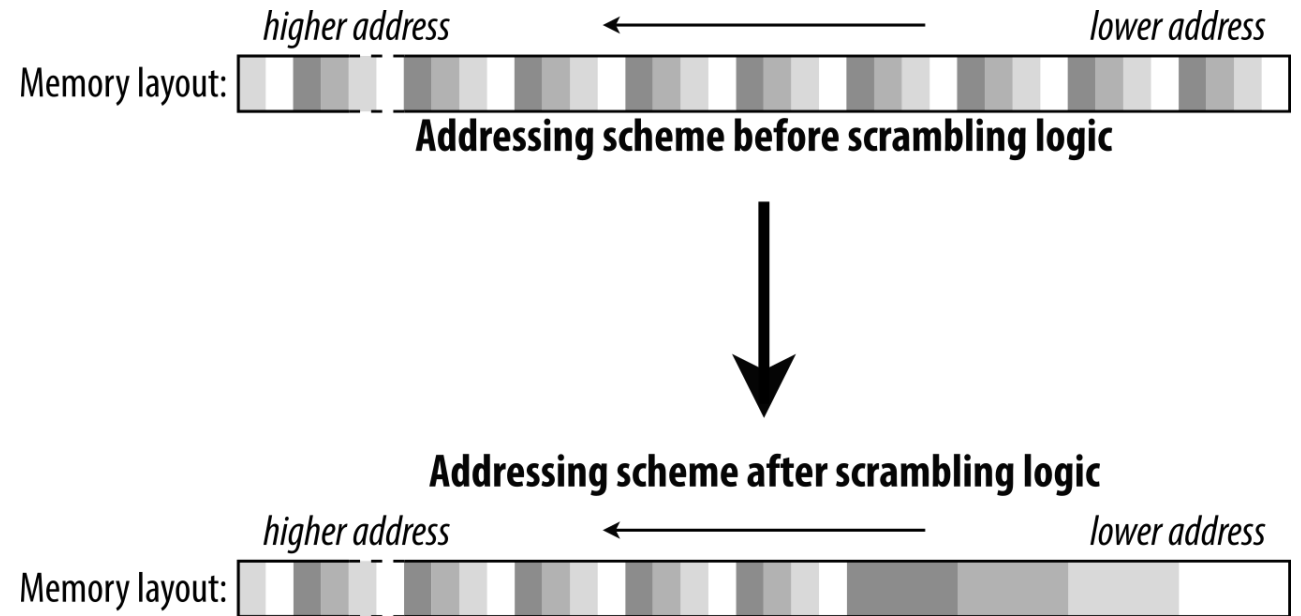 higher address lower address
Memory layout:
Addressing scheme before scrambling logic
Addressing scheme after scrambling logic
higher address lower address
Memory layout: